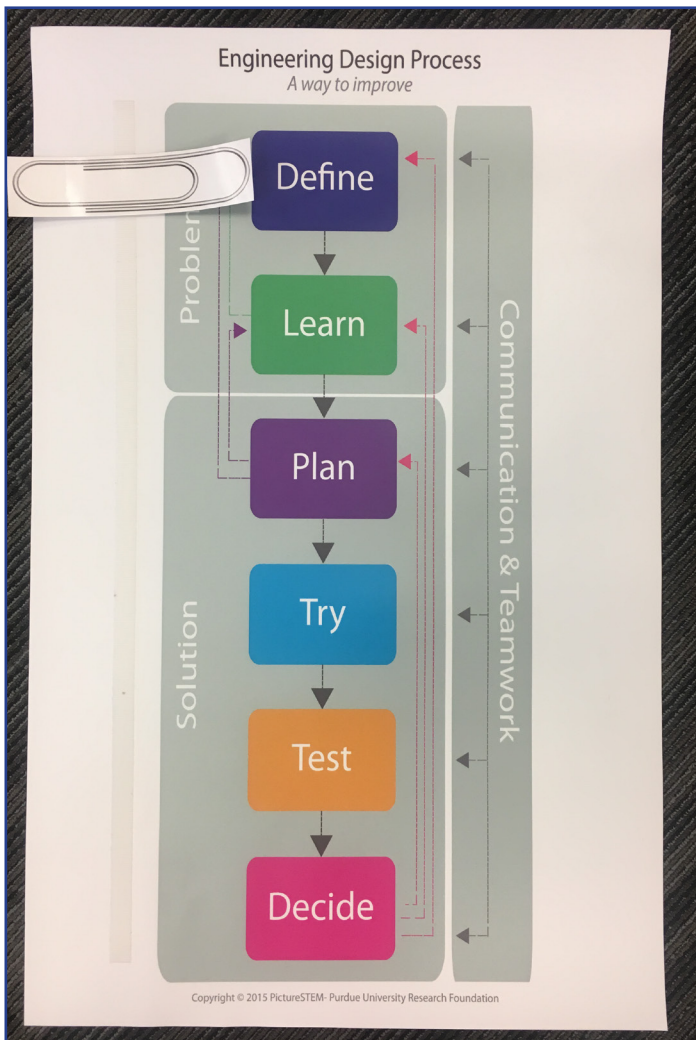 Engineering Design Process
A way to improve
Define
Learn
Plan
Solution
Try
Test
Decide
Communication & Teamwork
Copyright © 2015 PictureSTEM- Purdue University Research Foundation